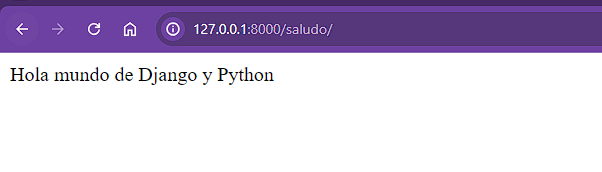 127.0.0.1:8000/saludo/
Hola mundo de Django y Python